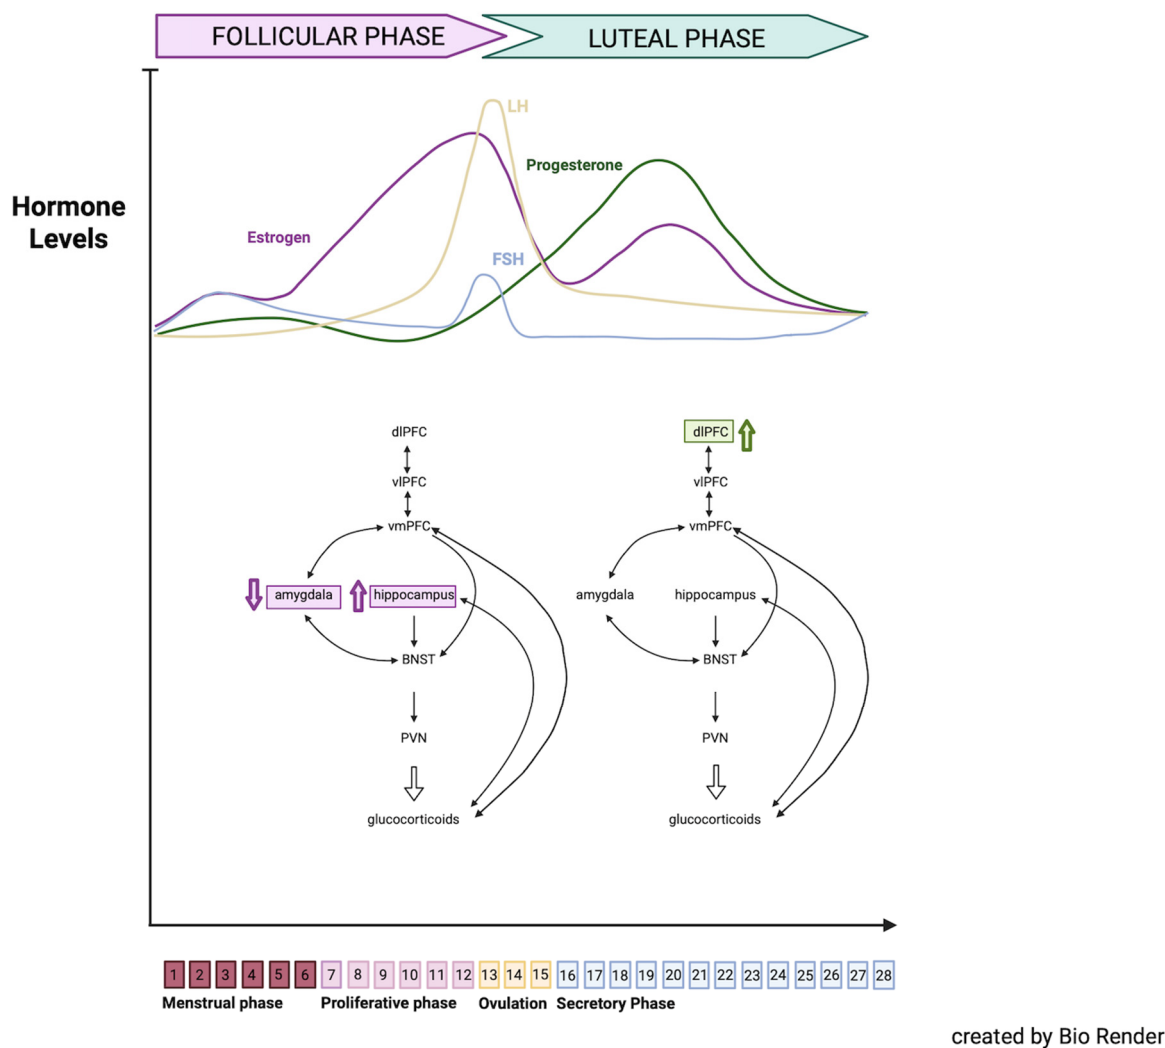 FOLLICULAR PHASE
LUTEAL PHASE
LH
Progesterone
Hormone
Levels
Estrogen
FSH
dlPFC
vlPFC
vmPFC
amygdala
hippocampus
BNST
PVN
glucocorticoids
dlPFC
vlPFC
vmPFC
amygdala
hippocampus
BNST
PVN
glucocorticoids
1 2 3 4 5 6 7 8 9 10 11 12 13 14 15 16 17 18 19 20 21 22 23 24 25 26 27 28
Menstrual phase Proliferative phase Ovulation Secretory Phase
created by Bio Render